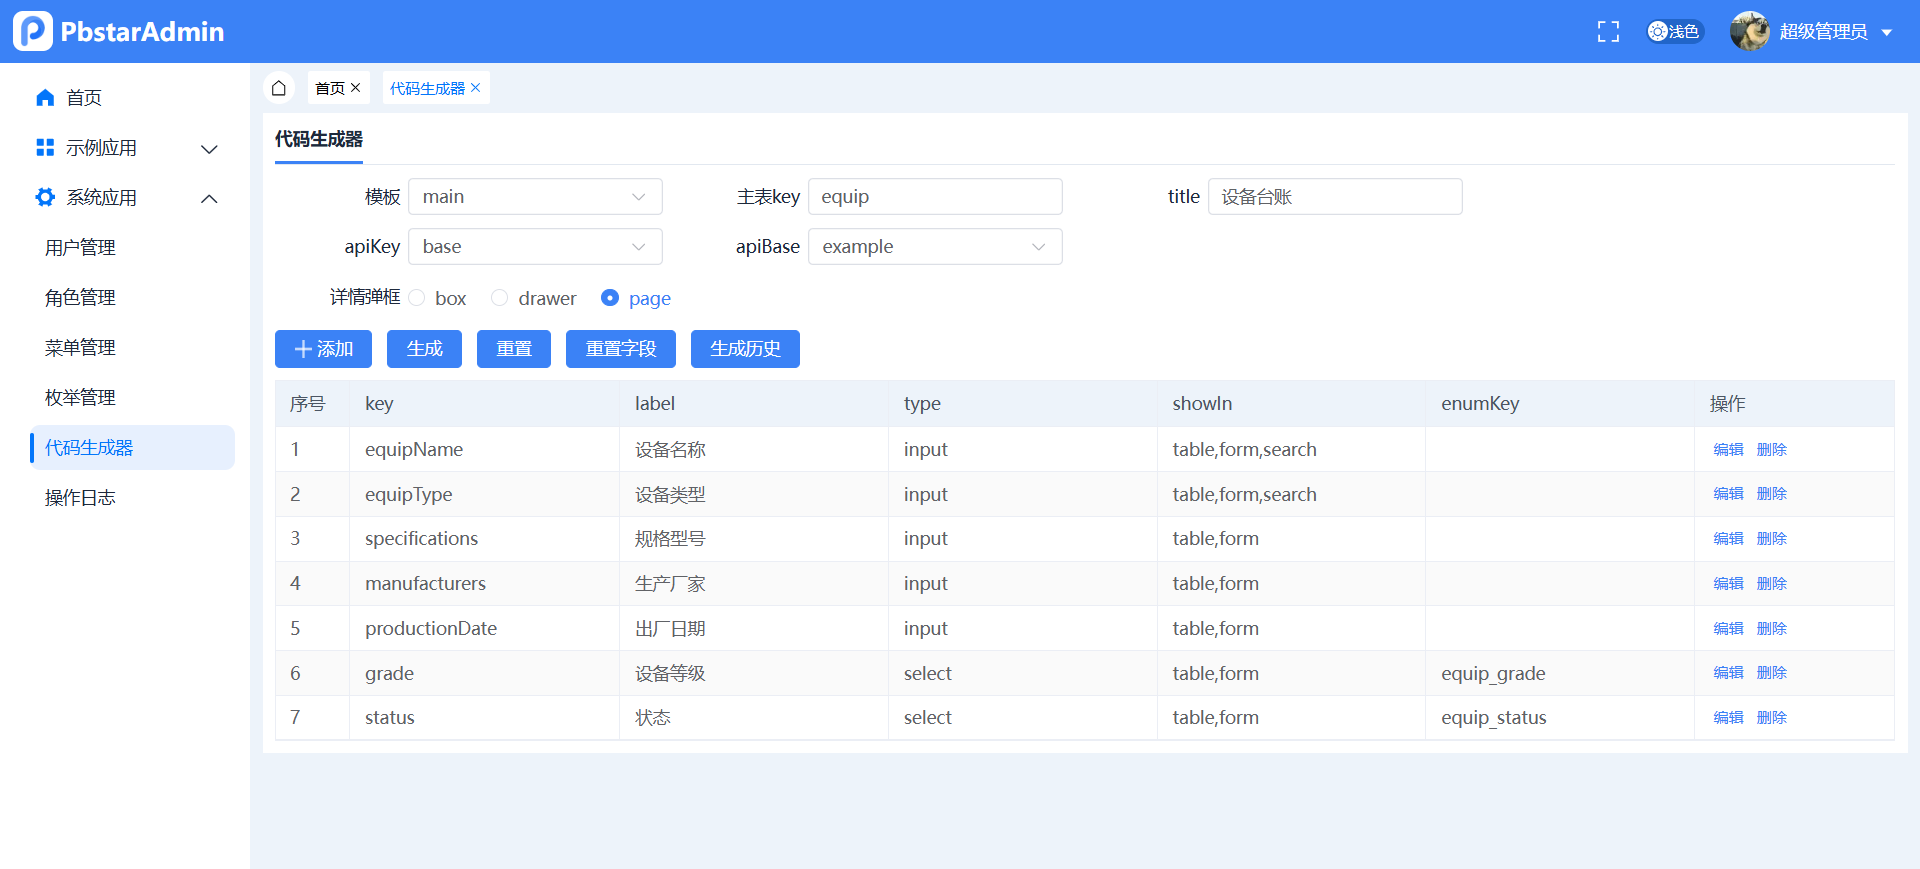 PbstarAdmin
浅色
超级管理员
首页
示例应用
系统应用
用户管理
角色管理
菜单管理
枚举管理
代码生成器
操作日志
首页
代码生成器
代码生成器
模板 main 主表key equip title 设备台账
apiKey base apiBase example
详情弹框 box drawer page
添加 生成 重置 重置字段 生成历史
序号 key label type showIn enumKey 操作
1 equipName 设备名称 input table,form,search 编辑 删除
2 equipType 设备类型 input table,form,search 编辑 删除
3 specifications 规格型号 input table,form 编辑 删除
4 manufacturers 生产厂家 input table,form 编辑 删除
5 productionDate 出厂日期 input table,form 编辑 删除
6 grade 设备等级 select table,form equip_grade 编辑 删除
7 status 状态 select table,form equip_status 编辑 删除